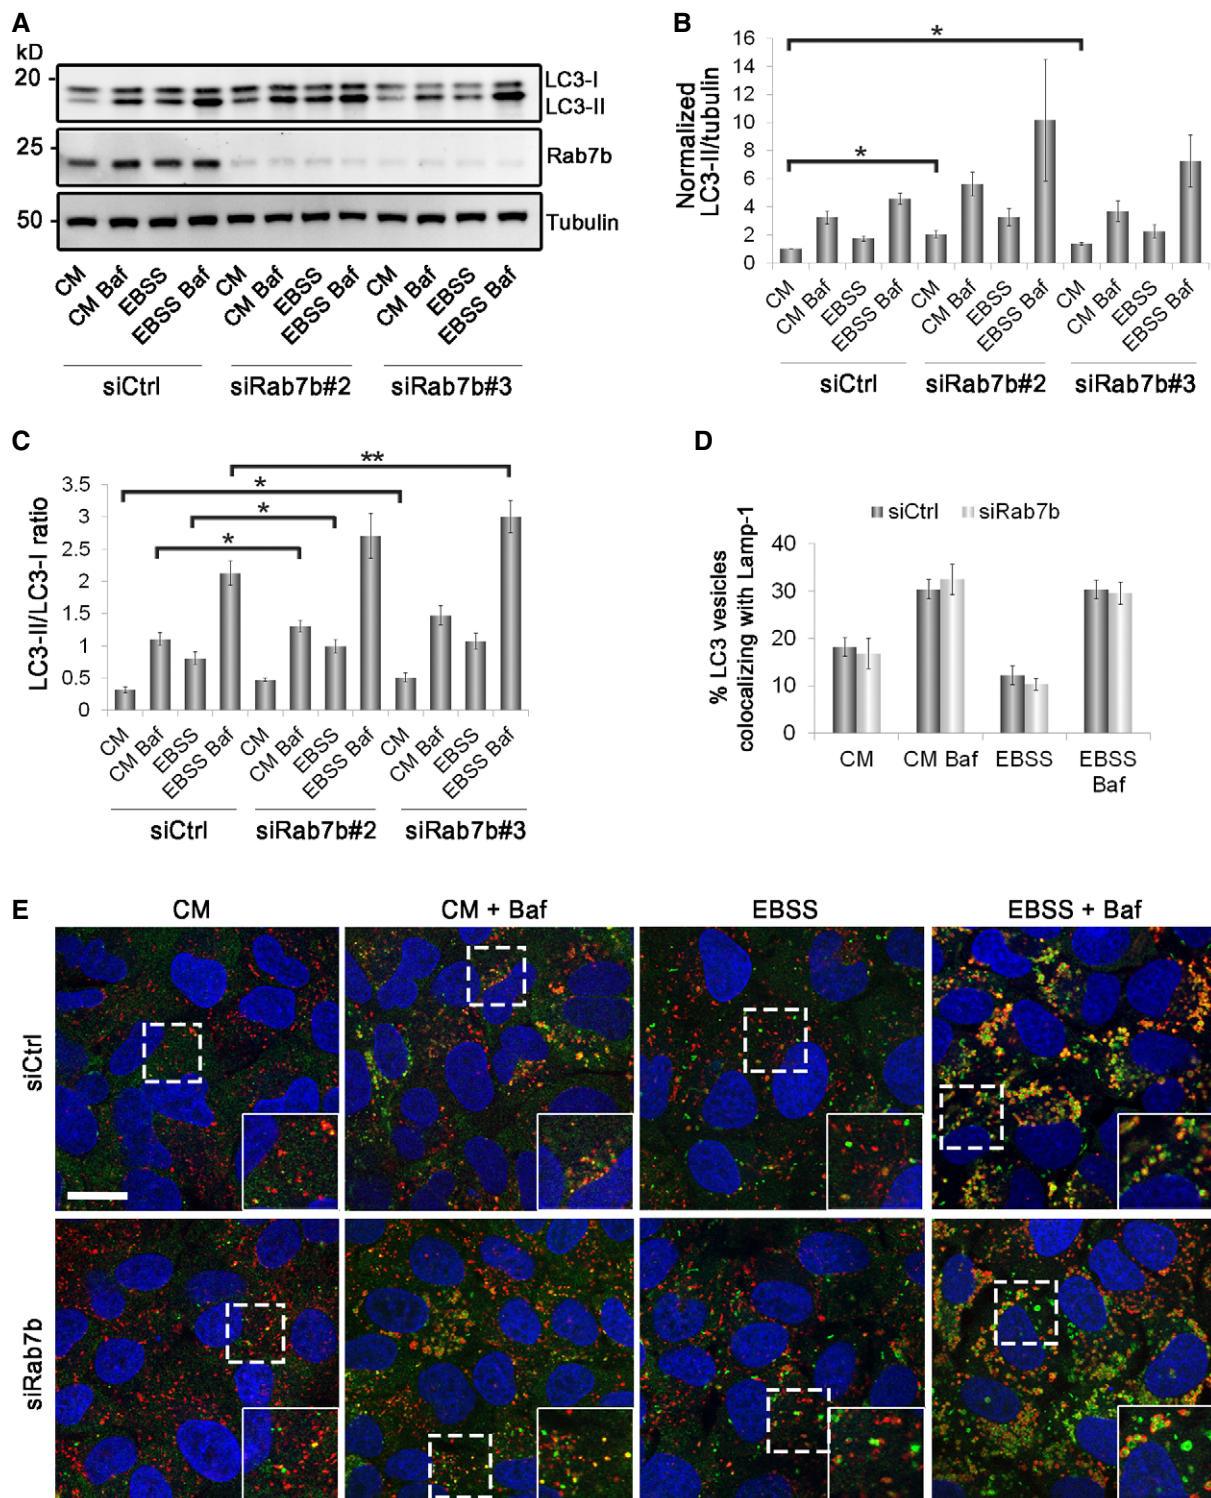 A
kD
20
LC3-I
LC3-II
25
Rab7b
50
Tubulin
CM
CM Baf
EBSS
EBSS Baf
CM
CM Baf
EBSS
EBSS Baf
CM
CM Baf
EBSS
EBSS Baf
siCtrl
siRab7b#2
siRab7b#3
B
Normalized
LC3-II/tubulin
16
14
12
10
8
6
4
2
0
*
*
CM
CM Baf
EBSS
EBSS Baf
CM
CM Baf
EBSS
EBSS Baf
CM
CM Baf
EBSS
EBSS Baf
siCtrl
siRab7b#2
siRab7b#3
C
LC3-II/LC3-I ratio
3.5
3
2.5
2
1.5
1
0.5
0
**
*
*
*
CM
CM Baf
EBSS
EBSS Baf
CM
CM Baf
EBSS
EBSS Baf
CM
CM Baf
EBSS
EBSS Baf
siCtrl
siRab7b#2
siRab7b#3
D
siCtrl
siRab7b
% LC3 vesicles
colocalizing with Lamp-1
40
30
20
10
0
CM
CM Baf
EBSS
EBSS
Baf
E
CM
CM + Baf
EBSS
EBSS + Baf
siCtrl
siRab7b